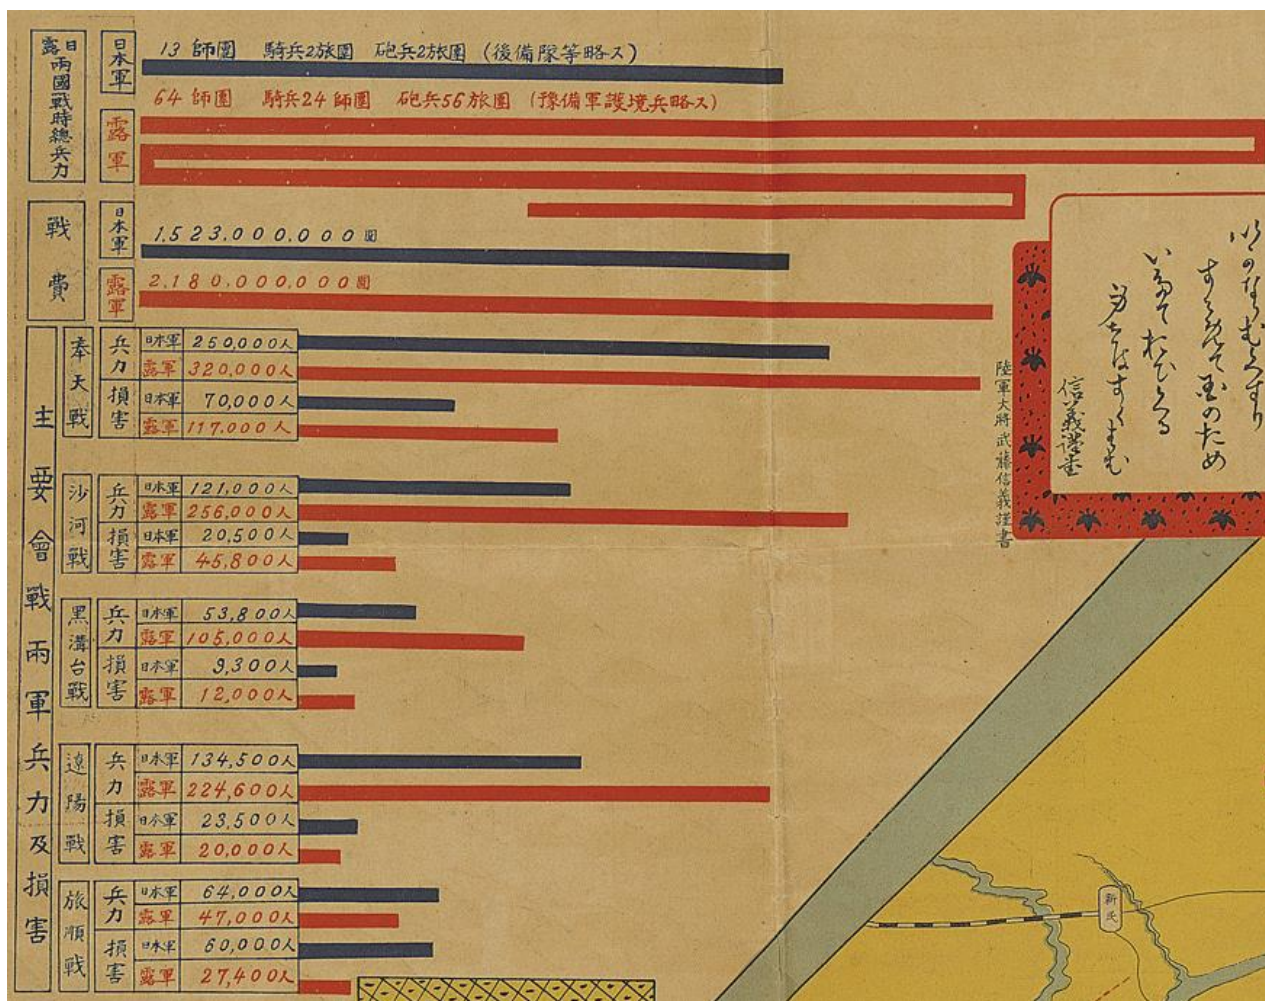 日露兩國戰時總兵力
日本軍
13 師團 騎兵2旅團 砲兵2旅團 (後備隊等略ス)
露軍
64 師團 騎兵24師團 砲兵56旅團 (豫備軍護境兵略ス)
戰費
日本軍
1,523,000,000圓
露軍
2,180,000,000圓
主要會戰兩軍兵力及損害
奉天戰
兵力
日本軍 250,000人
露軍 320,000人
損害
日本軍 70,000人
露軍 117,000人
沙河戰
兵力
日本軍 121,000人
露軍 256,000人
損害
日本軍 20,500人
露軍 45,800人
黑溝台戰
兵力
日本軍 53,800人
露軍 105,000人
損害
日本軍 9,300人
露軍 12,000人
遼陽戰
兵力
日本軍 134,500人
露軍 224,600人
損害
日本軍 23,500人
露軍 20,000人
旅順戰
兵力
日本軍 64,000人
露軍 47,000人
損害
日本軍 60,000人
露軍 27,400人
信義謹書
陸軍大將武藤信義謹書
新民